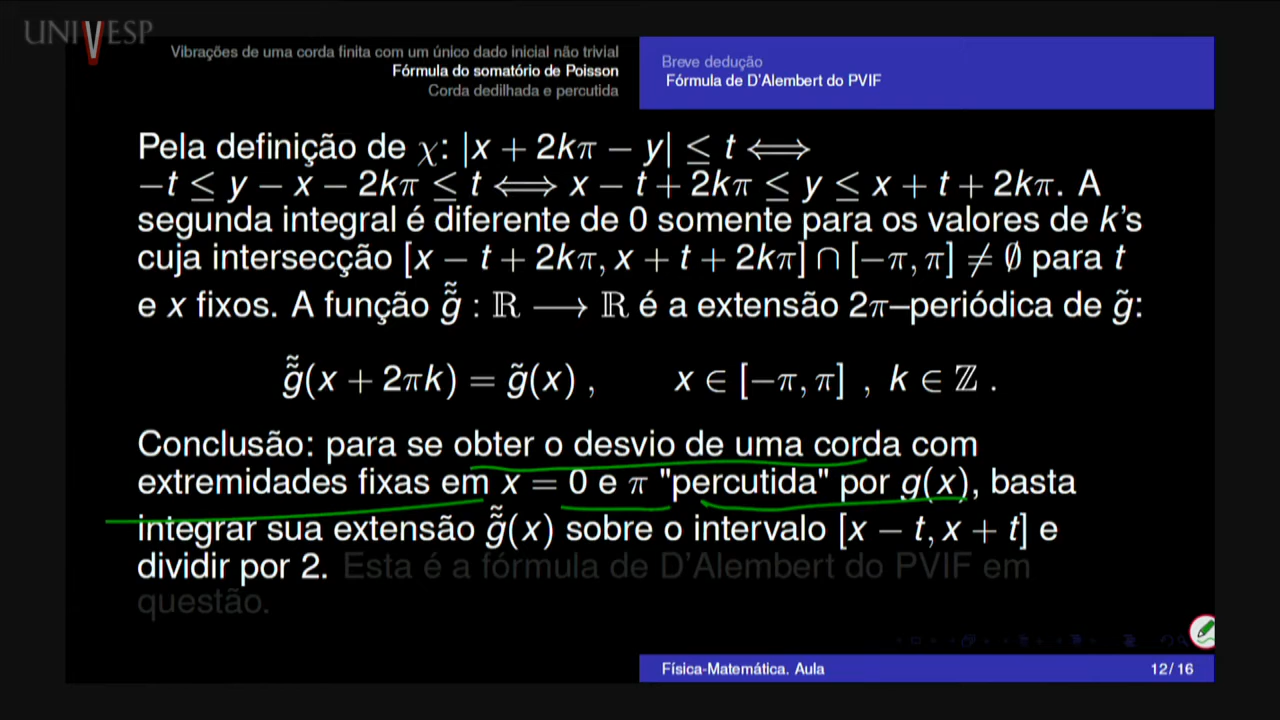 UNIVESP
Vibrações de uma corda finita com um único dado inicial não trivial
Fórmula do somatório de Poisson
Corda dedilhada e percutida
Breve dedução
Fórmula de D'Alembert do PVIF
Pela definição de χ: |x + 2kπ − y| ≤ t ⟺
−t ≤ y − x − 2kπ ≤ t ⟺ x − t + 2kπ ≤ y ≤ x + t + 2kπ. A
segunda integral é diferente de 0 somente para os valores de k's
cuja intersecção [x − t + 2kπ, x + t + 2kπ] ∩ [−π, π] ≠ ∅ para t
e x fixos. A função g̃̃ : ℝ ⟶ ℝ é a extensão 2π–periódica de g̃:
g̃̃(x + 2πk) = g̃(x) , x ∈ [−π, π] , k ∈ ℤ .
Conclusão: para se obter o desvio de uma corda com
extremidades fixas em x = 0 e π "percutida" por g(x), basta
integrar sua extensão g̃̃(x) sobre o intervalo [x − t, x + t] e
dividir por 2. Esta é a fórmula de D'Alembert do PVIF em
questão.
Física-Matemática. Aula
12/ 16